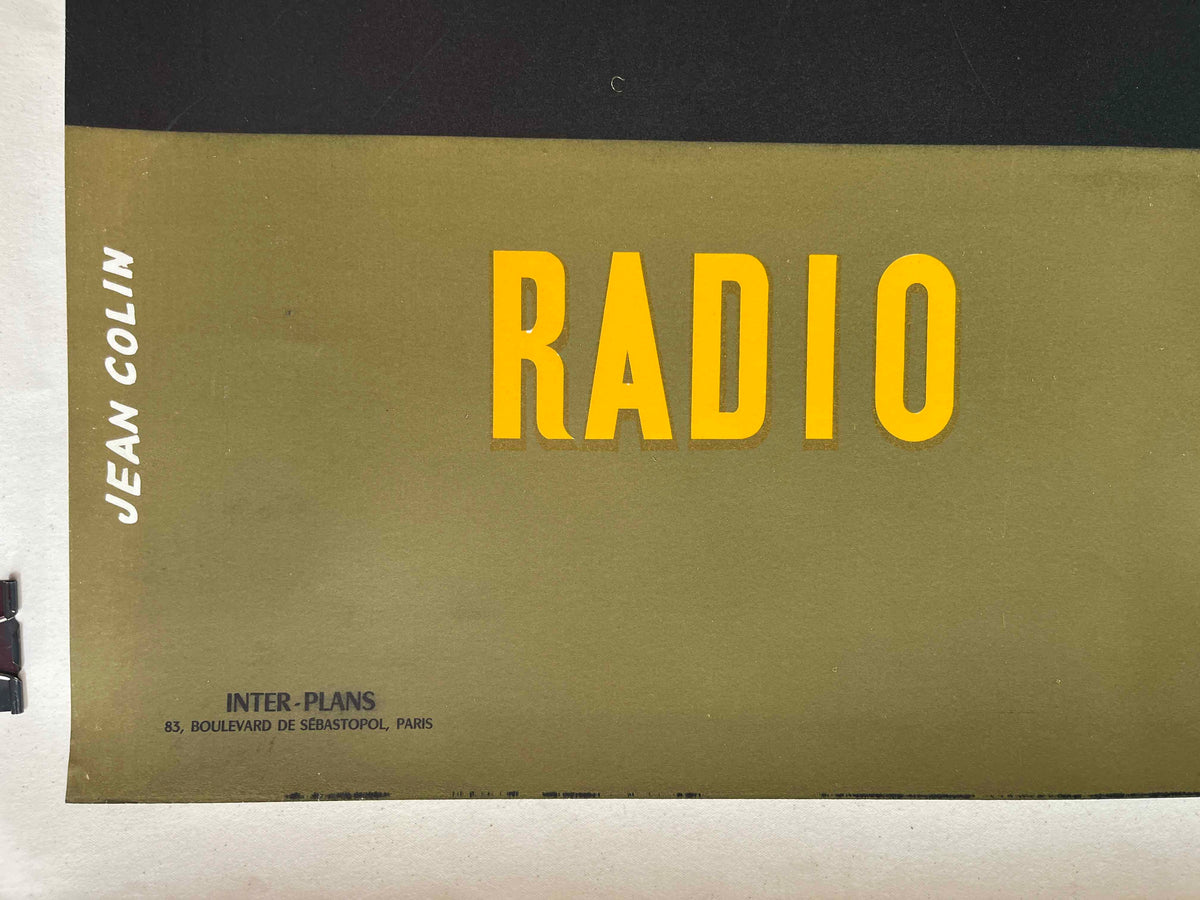 JEAN COLIN
RADIO
INTER-PLANS
83, BOULEVARD DE SÉBASTOPOL, PARIS